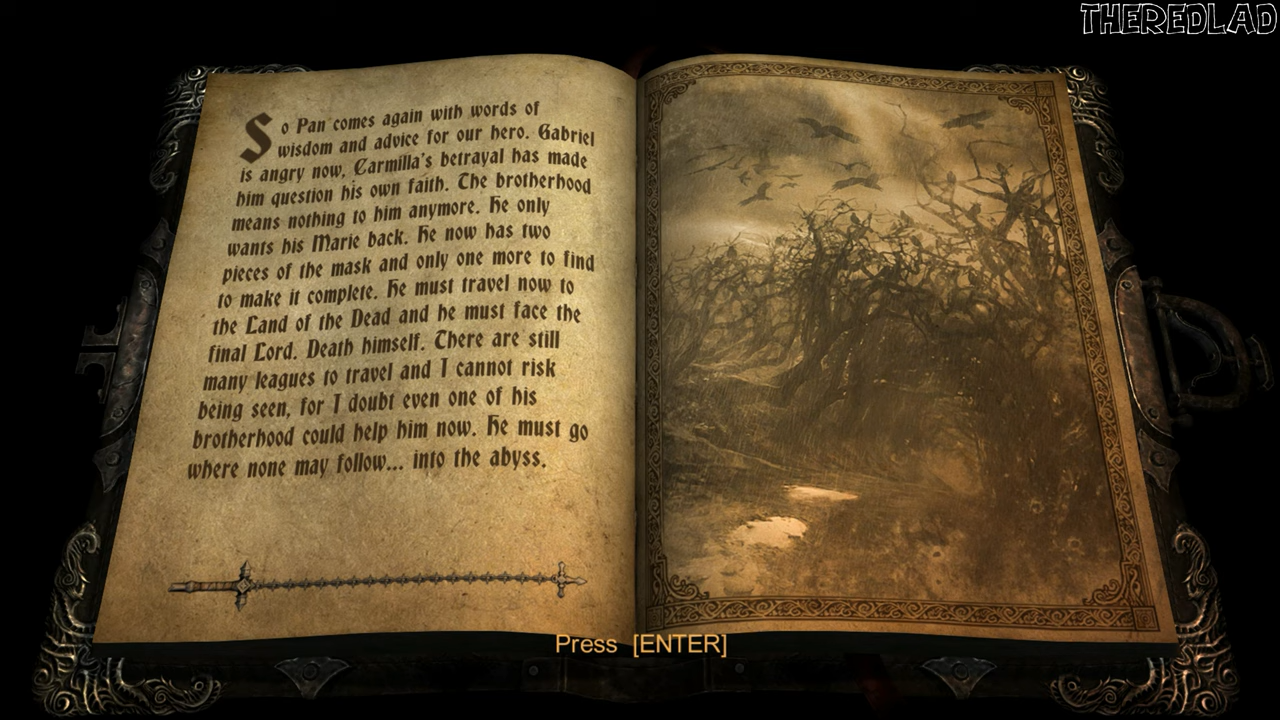 THEREDLAD
So Pan comes again with words of
wisdom and advice for our hero. Gabriel
is angry now, Carmilla's betrayal has made
him question his own faith. The brotherhood
means nothing to him anymore. He only
wants his Marie back. He now has two
pieces of the mask and only one more to find
to make it complete. He must travel now to
the Land of the Dead and he must face the
final Lord. Death himself. There are still
many leagues to travel and I cannot risk
being seen, for I doubt even one of his
brotherhood could help him now. He must go
where none may follow... into the abyss.
Press [ENTER]